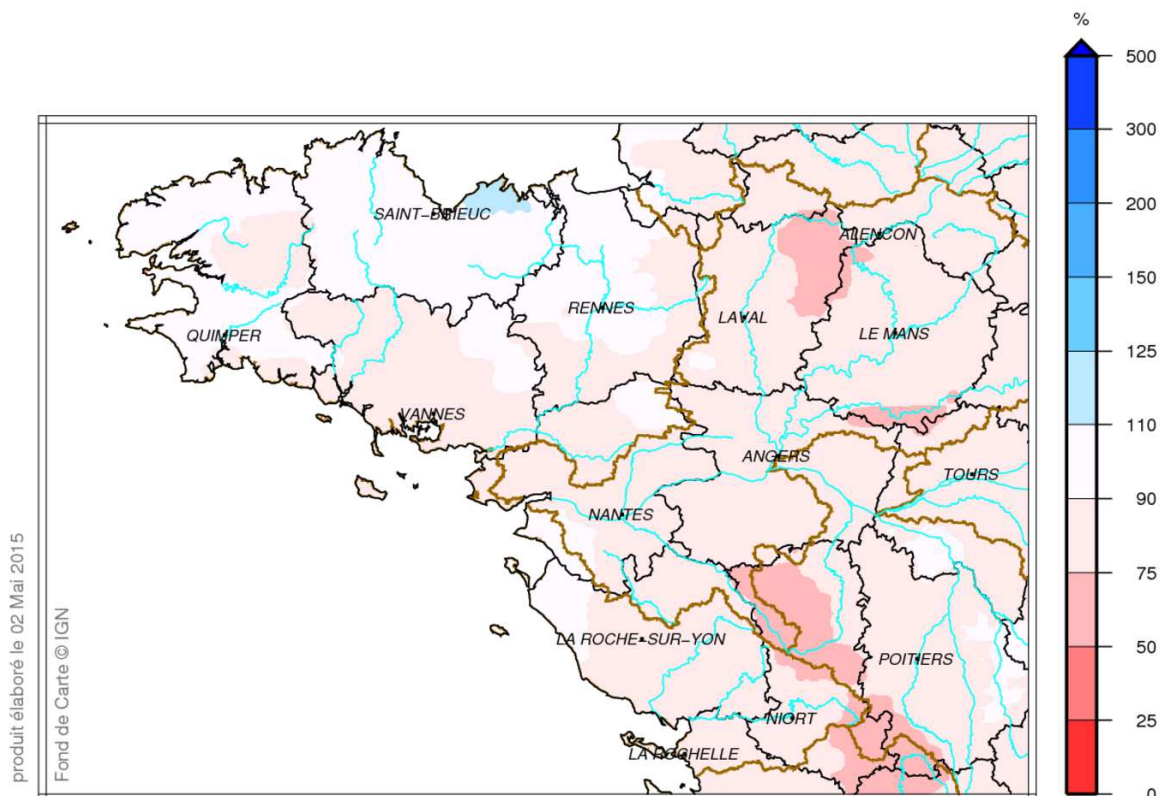 %
500
300
200
150
125
110
90
75
50
25
0
SAINT-BRIEUC
ALENCON
RENNES
LAVAL
QUIMPER
LE MANS
VANNES
ANGERS
TOURS
NANTES
LA ROCHE-SUR-YON
POITIERS
NIORT
LA ROCHELLE
produit élaboré le 02 Mai 2015
Fond de Carte © IGN